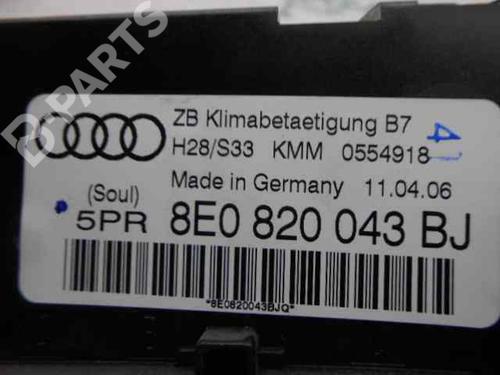 ZB Klimabetaetigung B7
H28/S33 KMM 0554918
4
Made in Germany 11.04.06
(Soul)
5PR 8E0 820 043 BJ
*8E0820043BJQ*
B-PARTS